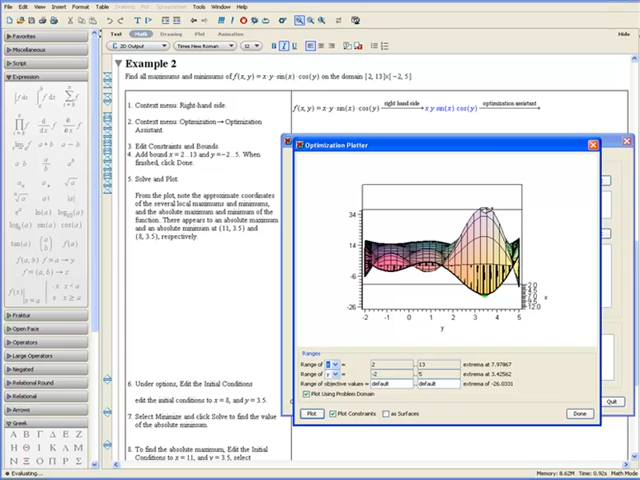 File Edit View Insert Format Table Drawing Plot Spreadsheet Tools Window Help
Text Math Drawing Plot Animation
2D Output Times New Roman 12 B I U
Favorites
Miscellaneous
Script
Expression
Fraktur
Open Face
Operators
Large Operators
Negated
Relational Round
Relational
Arrows
Greek
Α Β Γ Δ Ε Ζ
Η Θ Ι Κ Λ Μ
Ν Ξ Ο Π Ρ Σ
Example 2
Find all maximums and minimums of f(x, y) = x·y·sin(x)·cos(y) on the domain [2, 13]x[−2, 5].
1. Context menu: Right-hand side.
2. Context menu: Optimization→ Optimization
Assistant.
3. Edit Constraints and Bounds.
4. Add bound x = 2 ..13 and y = −2 ..5. When
finished, click Done.
5. Solve and Plot.
From the plot, note the approximate coordinates
of the several local maximums and minimums,
and the absolute maximum and minimum of the
function. There appears to an absolute maximum
and an absolute minimum at (11, 3.5) and
(8, 3.5), respectively.
6. Under options, Edit the Initial Conditions
edit the initial conditions to x = 8, and y = 3.5.
7. Select Minimize and click Solve to find the value
of the absolute minimum.
8. To find the absolute maximum, Edit the Initial
Conditions to x = 11, and y = 3.5, select
right hand side
optimization assistant
f(x, y) = x·y·sin(x)·cos(y) → x y sin(x) cos(y) →
Optimization Plotter
34
14
-6
-26
-2 -1 0 1 2 3 4 5
y
x
2.0
12.0
Ranges
Range of x 2 .. 13 extrema at 7.97867
Range of y -2 .. 5 extrema at 3.42562
Range of objective values = default .. default extrema of -26.0331
Plot Using Problem Domain
Plot Plot Constraints as Surfaces Done
Quit
Evaluating...
Memory: 8.62M Time: 0.92s Math Mode